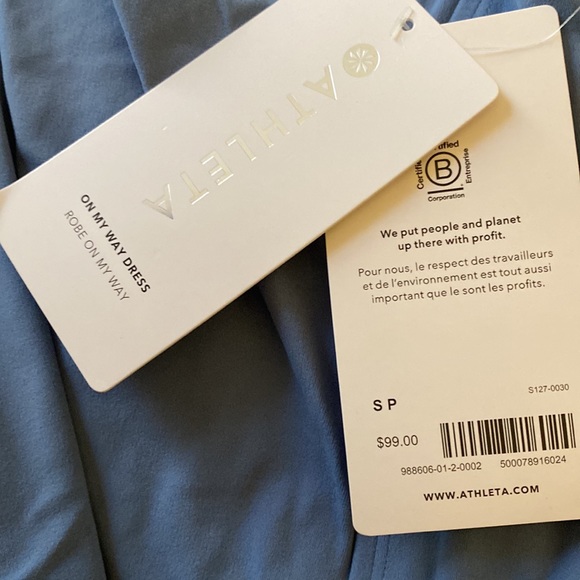 ATHLETA
ON MY WAY DRESS
ROBE ON MY WAY
Certified
B
Corporation
Entreprise
We put people and planet
up there with profit.
Pour nous, le respect des travailleurs
et de l'environnement est tout aussi
important que le sont les profits.
S127-0030
S P
$99.00
988606-01-2-0002 500078916024
WWW.ATHLETA.COM